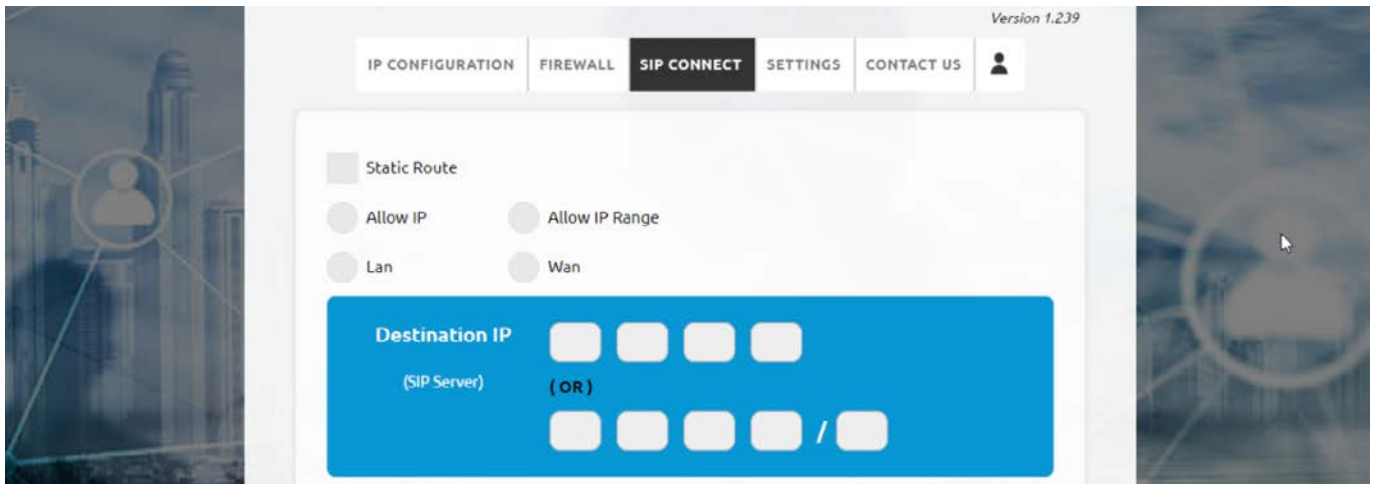 Version 1.239
IP CONFIGURATION FIREWALL SIP CONNECT SETTINGS CONTACT US
Static Route
Allow IP Allow IP Range
Lan Wan
Destination IP
(SIP Server)
( OR )
/